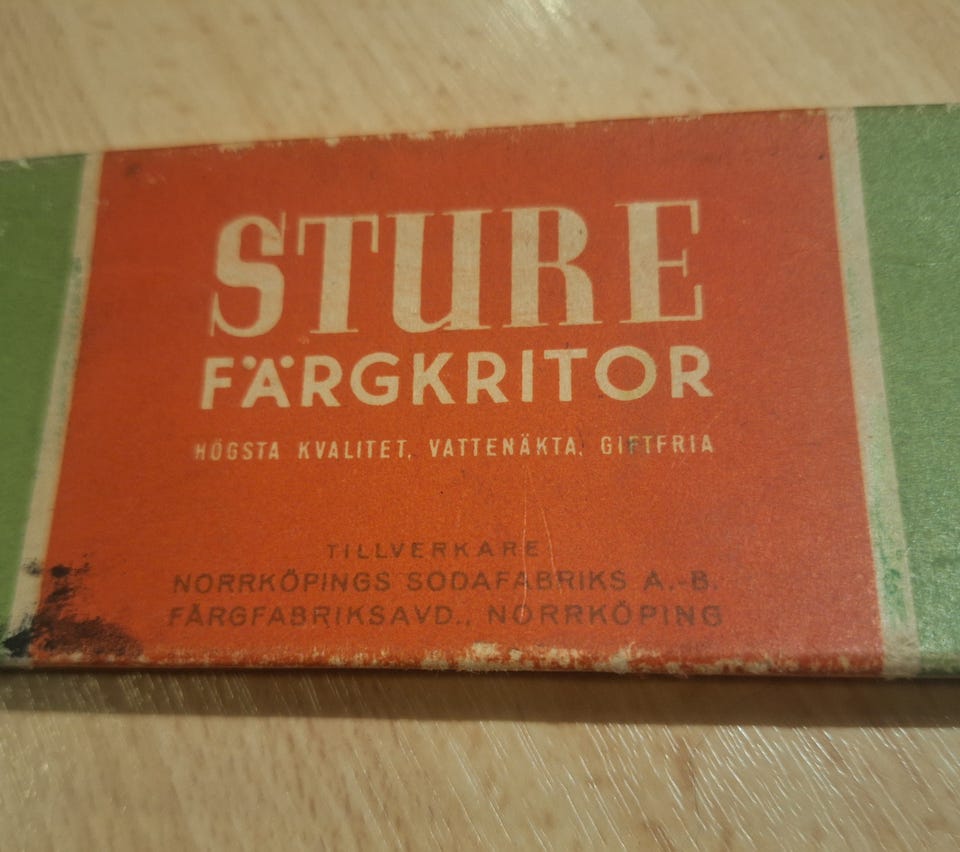 STURE
FÄRGKRITOR
HÖGSTA KVALITET, VATTENÄKTA, GIFTFRIA
TILLVERKARE
NORRKÖPINGS SODAFABRIKS A.-B.
FÄRGFABRIKSAVD., NORRKÖPING